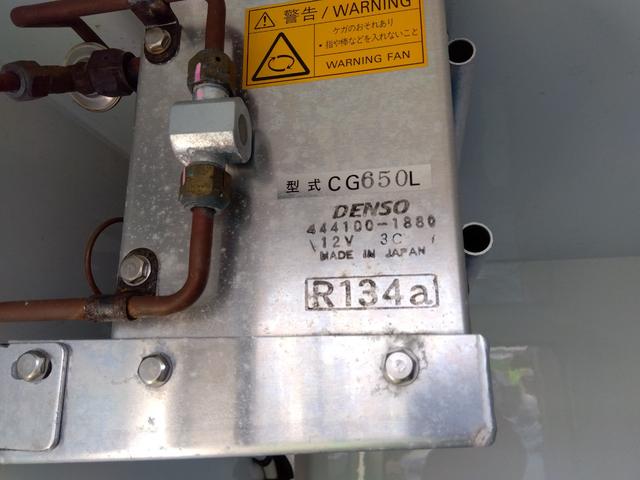 警告/WARNING
ケガのおそれあり
・指や棒などを入れないこと
WARNING FAN
型式 CG650L
DENSO
444100-1880
12V 3C
MADE IN JAPAN
R134a